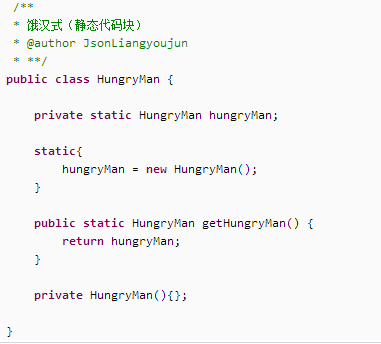 /**
 * 饿汉式（静态代码块）
 * @author JsonLiangyoujun
 * **/
public class HungryMan {
    private static HungryMan hungryMan;
    static{
        hungryMan = new HungryMan();
    }
    public static HungryMan getHungryMan() {
        return hungryMan;
    }
    private HungryMan(){};
}